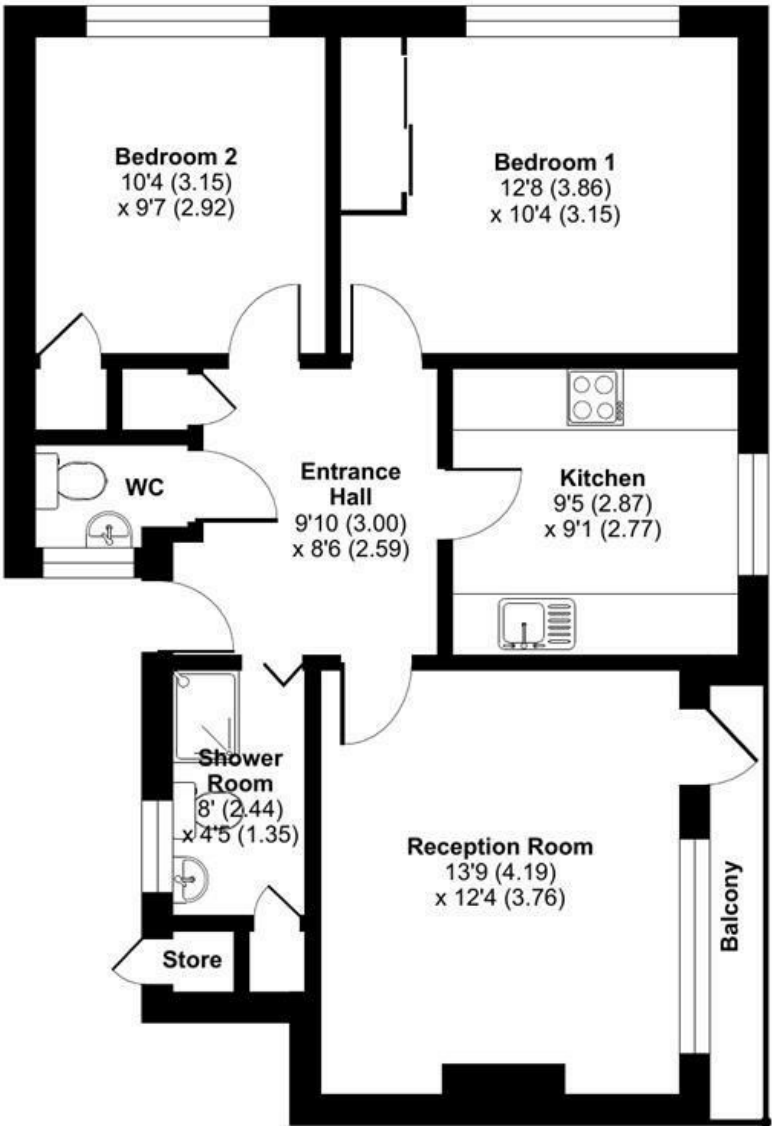 Bedroom 2
10'4 (3.15)
x 9'7 (2.92)
Bedroom 1
12'8 (3.86)
x 10'4 (3.15)
WC
Entrance
Hall
9'10 (3.00)
x 8'6 (2.59)
Kitchen
9'5 (2.87)
x 9'1 (2.77)
Shower
Room
8' (2.44)
x 4'5 (1.35)
Reception Room
13'9 (4.19)
x 12'4 (3.76)
Balcony
Store